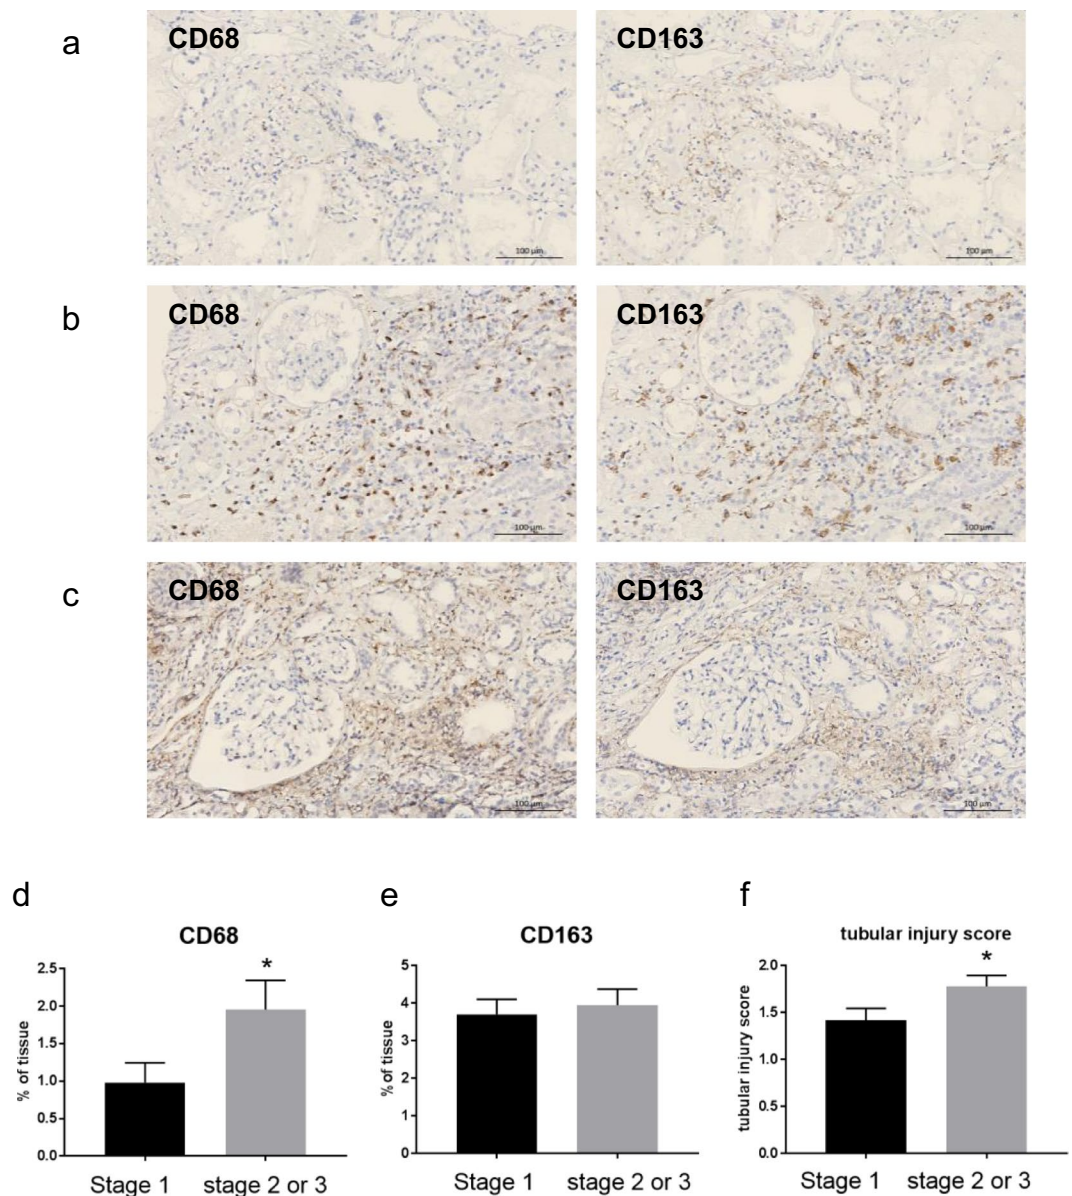 a
CD68
CD163
100 µm
100 µm
b
CD68
CD163
100 µm
100 µm
c
CD68
CD163
100 µm
100 µm
d
e
f
CD68
CD163
tubular injury score
*
*
% of tissue
2.5
2.0
1.5
1.0
0.5
0.0
Stage 1
stage 2 or 3
% of tissue
5
4
3
2
1
0
Stage 1
stage 2 or 3
tubular injury score
2.0
1.5
1.0
0.5
0.0
Stage 1
stage 2 or 3